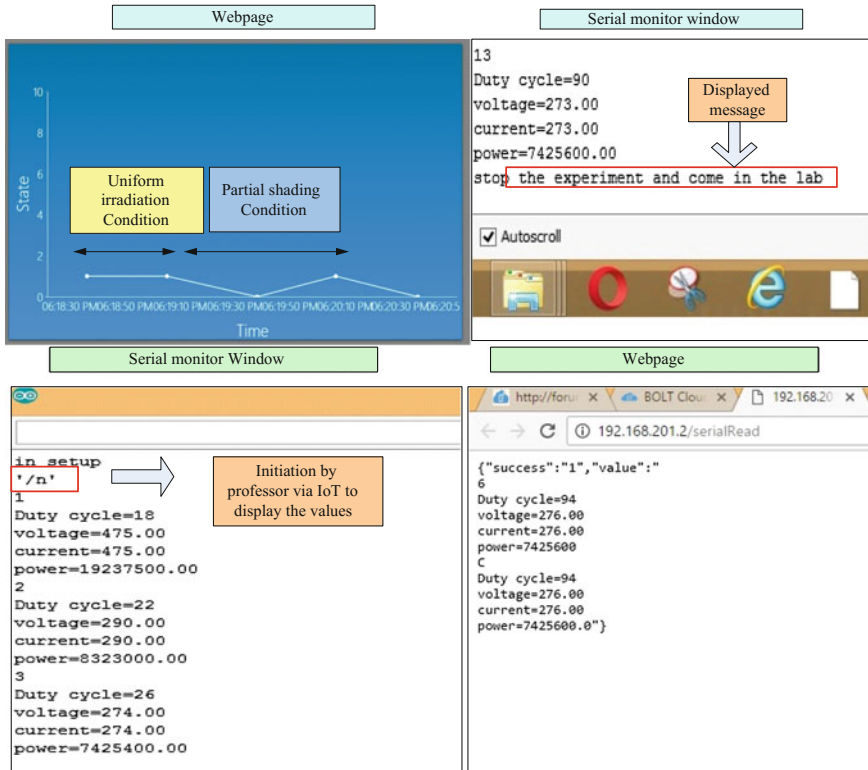 Webpage
Serial monitor window
10
8
6
4
2
0
State
Uniform
irradiation
Condition
Partial shading
Condition
06:18:30 PM06:18:50 PM06:19:10 PM06:19:30 PM06:19:50 PM06:20:10 PM06:20:30 PM06:20:5
Time
13
Duty cycle=90
voltage=273.00
current=273.00
power=7425600.00
stop the experiment and come in the lab
Displayed
message
Autoscroll
Serial monitor Window
Webpage
in setup
'/n'
1
Duty cycle=18
voltage=475.00
current=475.00
power=19237500.00
2
Duty cycle=22
voltage=290.00
current=290.00
power=8323000.00
3
Duty cycle=26
voltage=274.00
current=274.00
power=7425400.00
Initiation by
professor via IoT to
display the values
http://foru
BOLT Clou
192.168.20
192.168.201.2/serialRead
{"success":"1","value":"
6
Duty cycle=94
voltage=276.00
current=276.00
power=7425600
C
Duty cycle=94
voltage=276.00
current=276.00
power=7425600.0"}